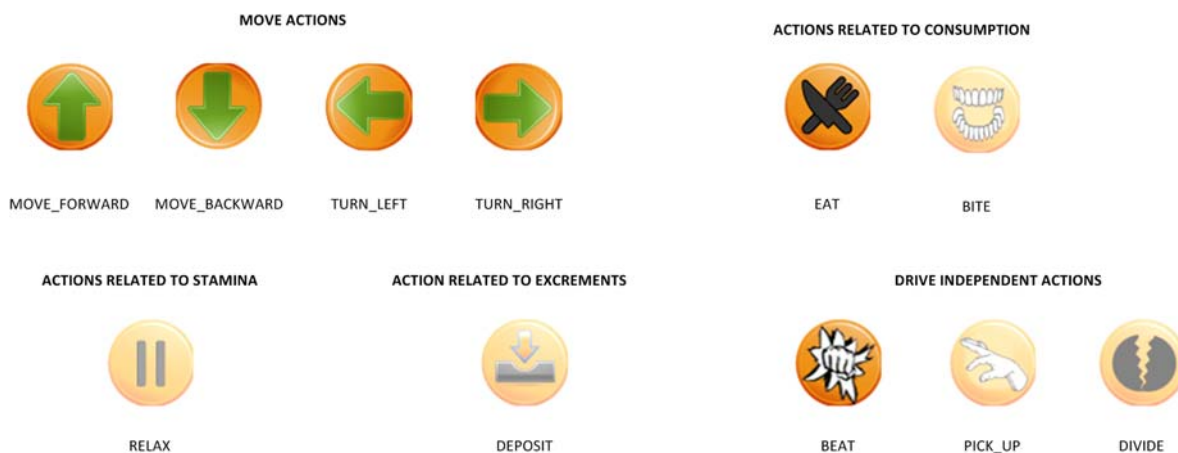 MOVE ACTIONS
ACTIONS RELATED TO CONSUMPTION
MOVE_FORWARD
MOVE_BACKWARD
TURN_LEFT
TURN_RIGHT
EAT
BITE
ACTIONS RELATED TO STAMINA
ACTION RELATED TO EXCREMENTS
DRIVE INDEPENDENT ACTIONS
RELAX
DEPOSIT
BEAT
PICK_UP
DIVIDE